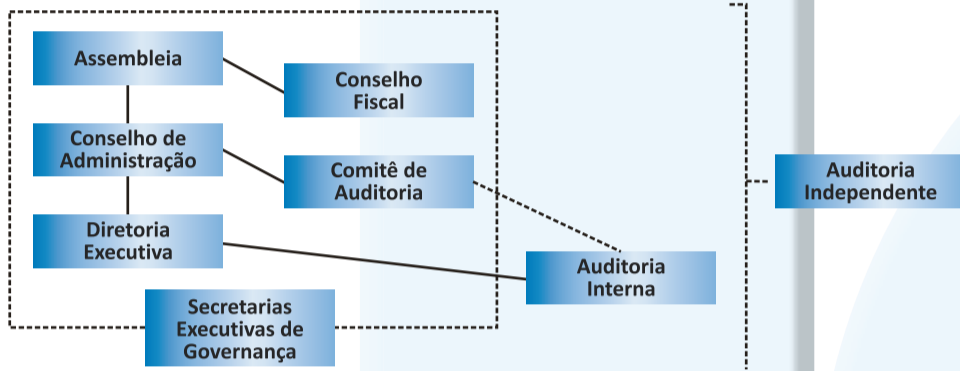 Assembleia
Conselho
Fiscal
Conselho de
Administração
Comitê de
Auditoria
Auditoria
Independente
Diretoria
Executiva
Auditoria
Interna
Secretarias
Executivas de
Governança